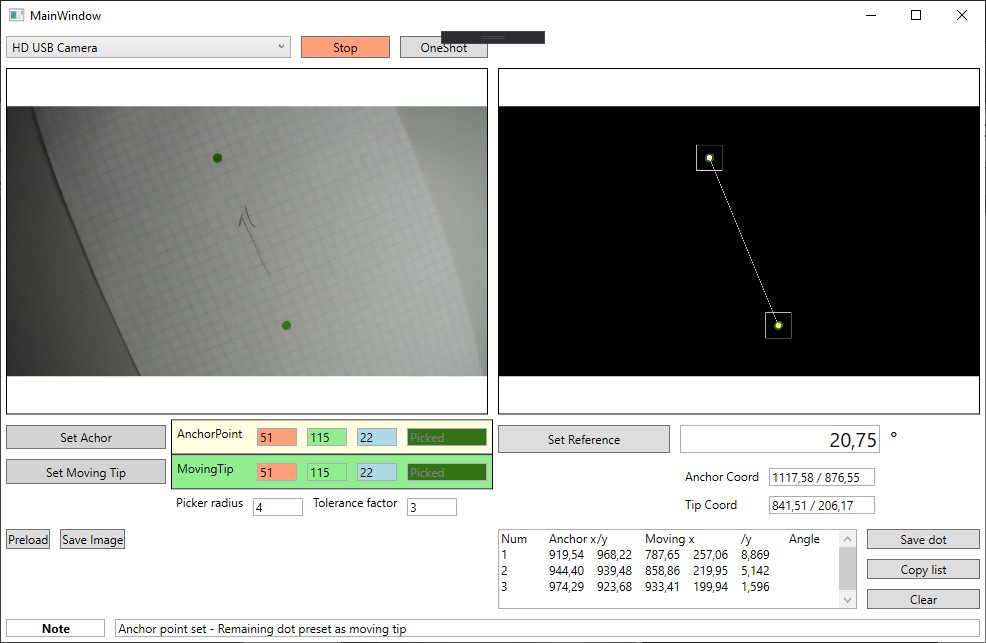 MainWindow
HD USB Camera
Stop
OneShot
Set Achor
AnchorPoint 51 115 22 Picked
Set Moving Tip
MovingTip 51 115 22 Picked
Picker radius 4 Tolerance factor 3
Preload
Save Image
Set Reference
20,75 °
Anchor Coord 1117,58 / 876,55
Tip Coord 841,51 / 206,17
Num Anchor x/y Moving x /y Angle
1 919,54 968,22 787,65 257,06 8,869
2 944,40 939,48 858,86 219,95 5,142
3 974,29 923,68 933,41 199,94 1,596
Save dot
Copy list
Clear
Note
Anchor point set - Remaining dot preset as moving tip